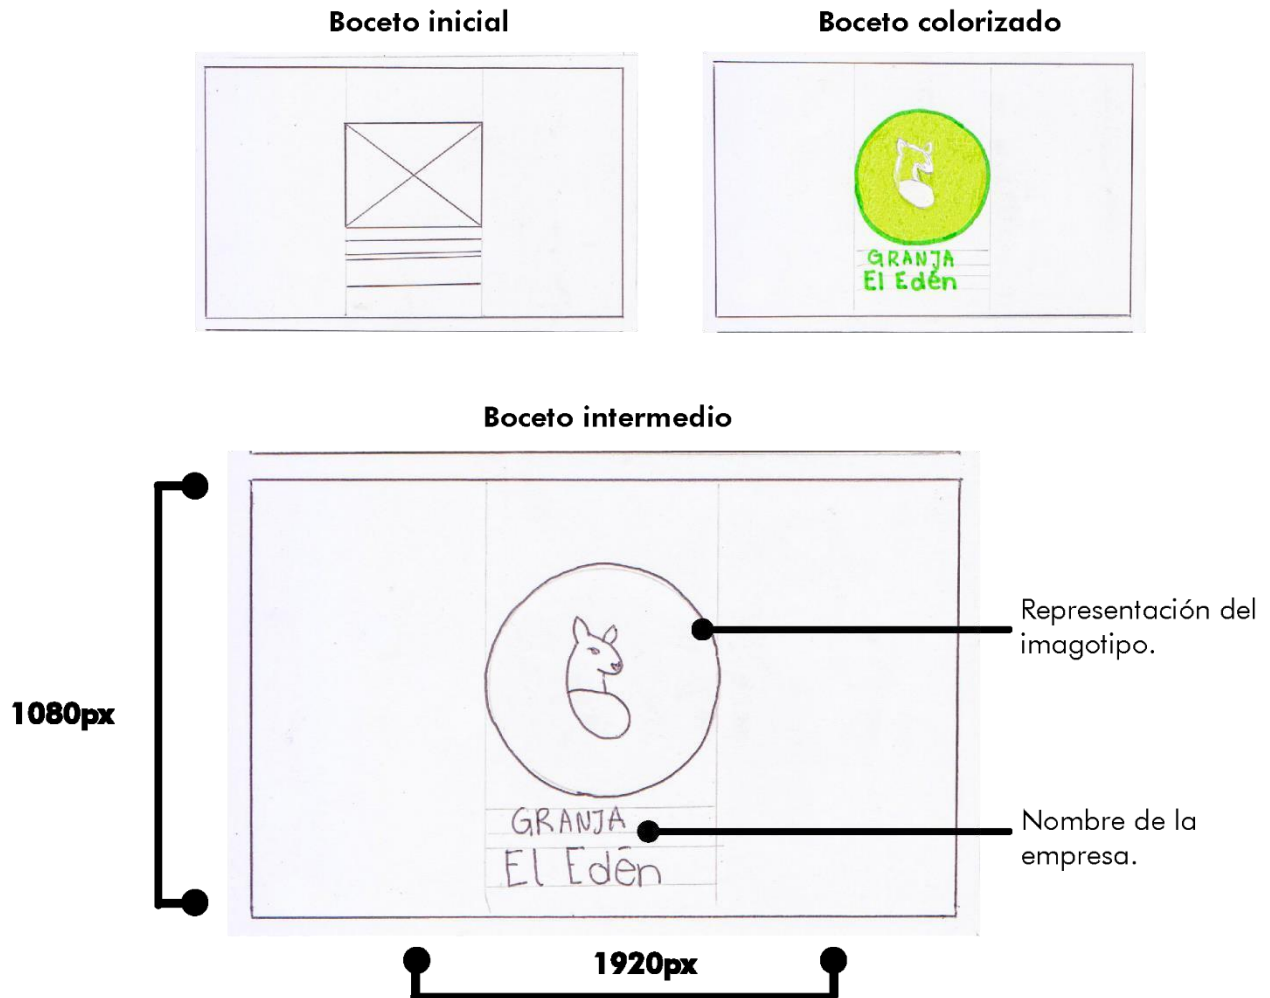 Boceto inicial
Boceto colorizado
GRANJA
El Edén
Boceto intermedio
1080px
GRANJA
El Edén
Representación del
imagotipo.
Nombre de la
empresa.
1920px